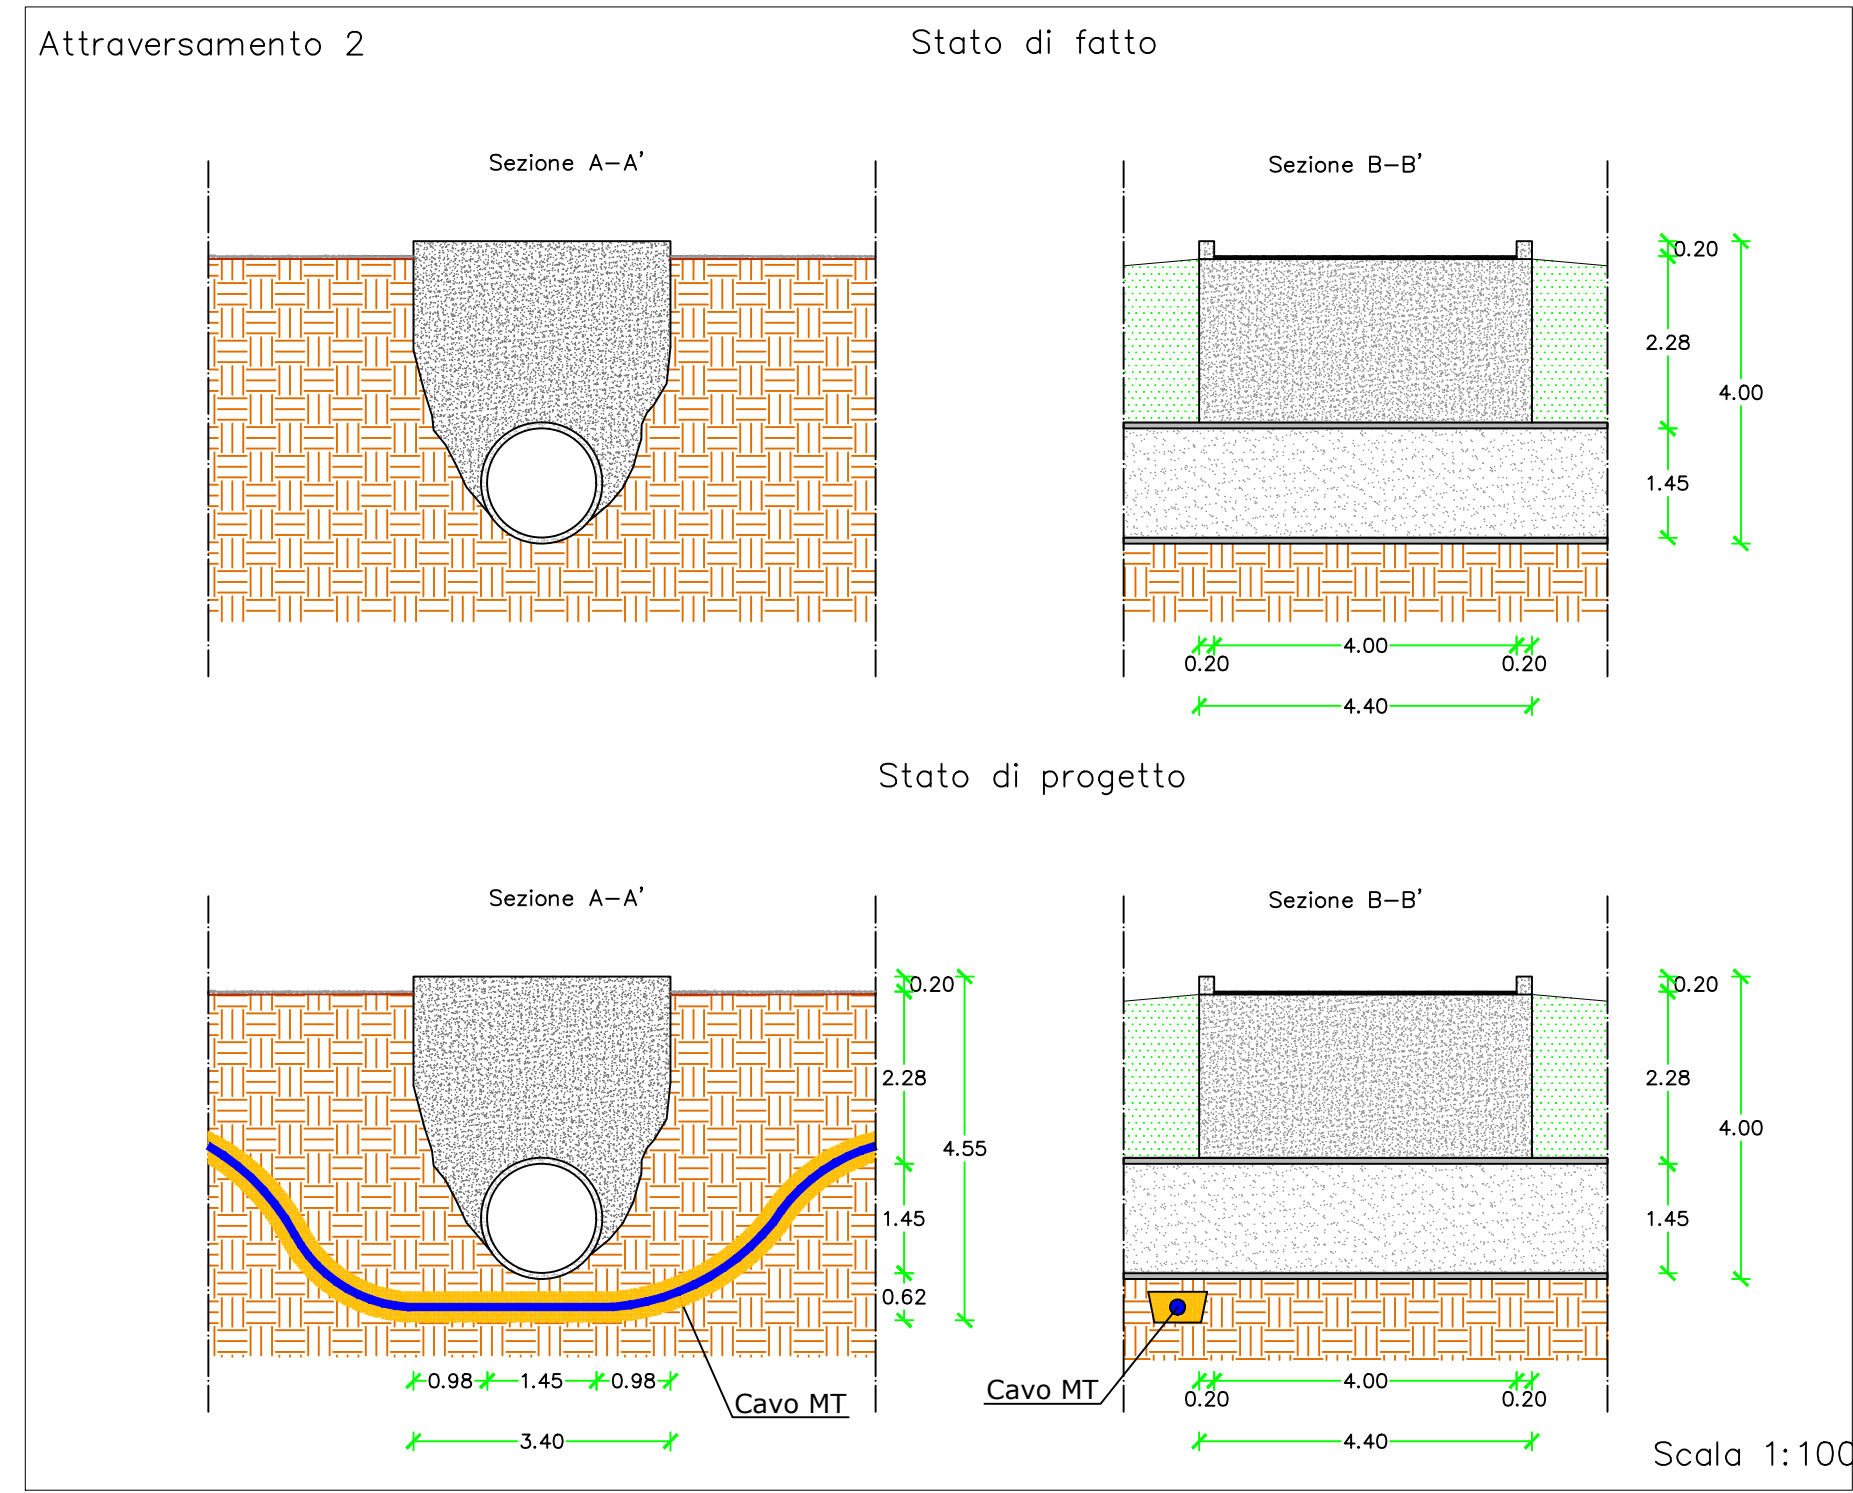 Attraversamento 2
Stato di fatto
Sezione A-A'
Sezione B-B'
0.20
2.28
4.00
1.45
4.00
0.20
0.20
4.40
Stato di progetto
Sezione A-A'
Sezione B-B'
0.20
2.28
4.55
1.45
0.62
0.98
1.45
0.98
Cavo MT
3.40
0.20
2.28
4.00
1.45
Cavo MT
4.00
0.20
0.20
4.40
Scala 1:100